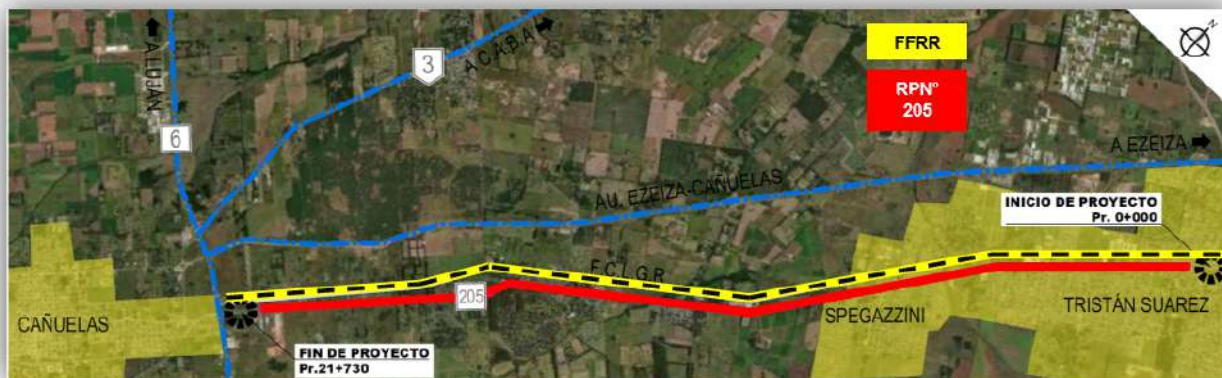 A LUJÁN
6
3
A C.A.B.A
FFRR
RPNº
205
N
A EZEIZA
AU. EZEIZA-CAÑUELAS
INICIO DE PROYECTO
Pr. 0+000
F.C.L.G.R
205
CAÑUELAS
SPEGAZZINI
TRISTÁN SUAREZ
FIN DE PROYECTO
Pr.21+730